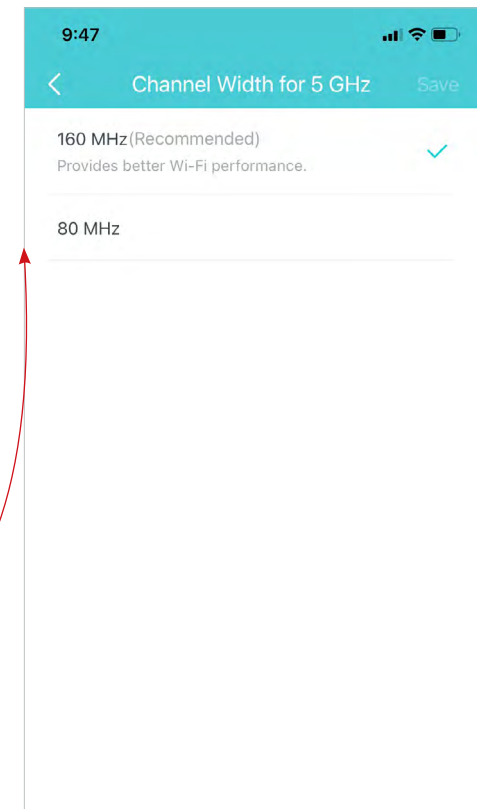 9:47
Channel Width for 5 GHz Save
160 MHz(Recommended)
Provides better Wi-Fi performance.
80 MHz